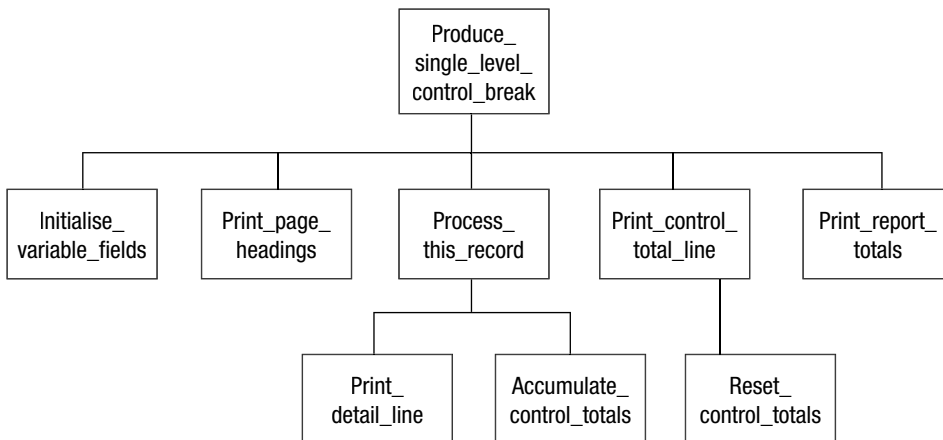 Produce_
single_level_
control_break
Initialise_
variable_fields
Print_page_
headings
Process_
this_record
Print_control_
total_line
Print_report_
totals
Print_
detail_line
Accumulate_
control_totals
Reset_
control_totals